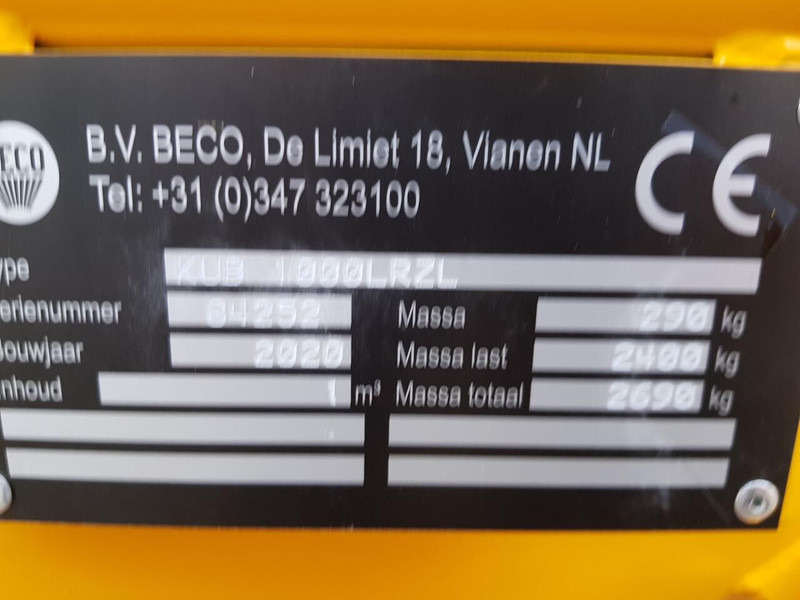 B.V. BECO, De Limiet 18, Vianen NL
ECO
Tel: +31 (0)347 323100
CE
ype KUB 1000LRZL
erienummer 84252 Massa 290 kg
ouwjaar 2020 Massa last 2400 kg
nhoud 1 m³ Massa totaal 2690 kg